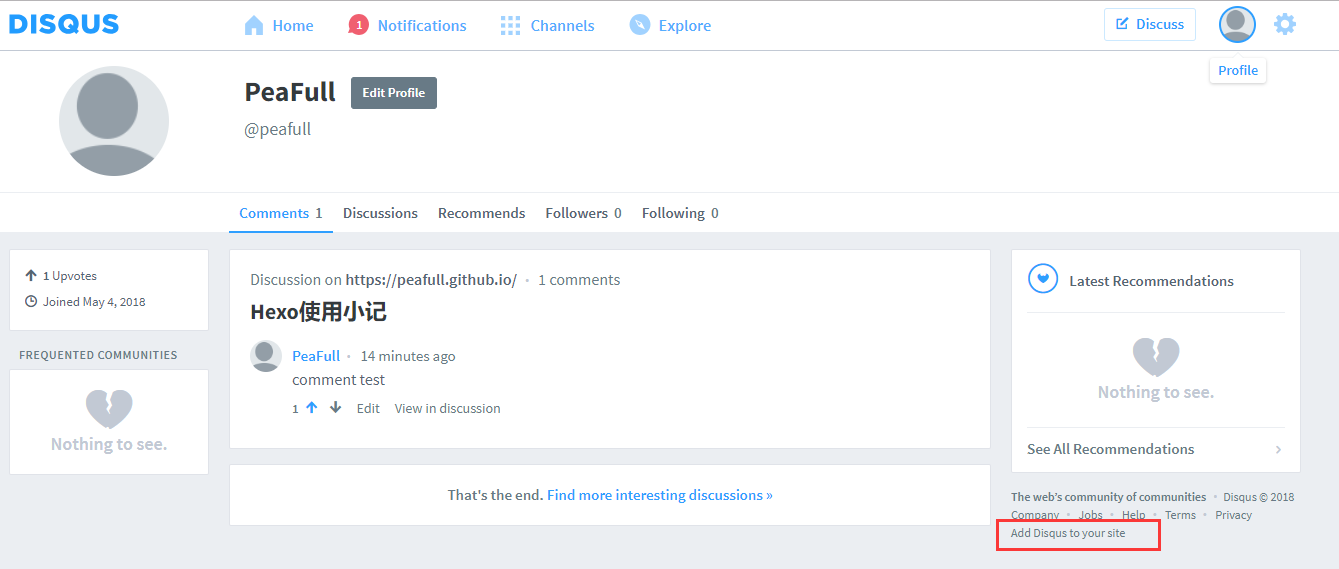 DISQUS
Home
1
Notifications
Channels
Explore
Discuss
Profile
PeaFull
Edit Profile
@peafull
Comments 1
Discussions
Recommends
Followers 0
Following 0
1 Upvotes
Joined May 4, 2018
FREQUENTED COMMUNITIES
Nothing to see.
Discussion on https://peafull.github.io/ • 1 comments
Hexo使用小记
PeaFull • 14 minutes ago
comment test
1
Edit
View in discussion
That's the end. Find more interesting discussions »
Latest Recommendations
Nothing to see.
See All Recommendations
The web's community of communities • Disqus © 2018
Company • Jobs • Help • Terms • Privacy
Add Disqus to your site